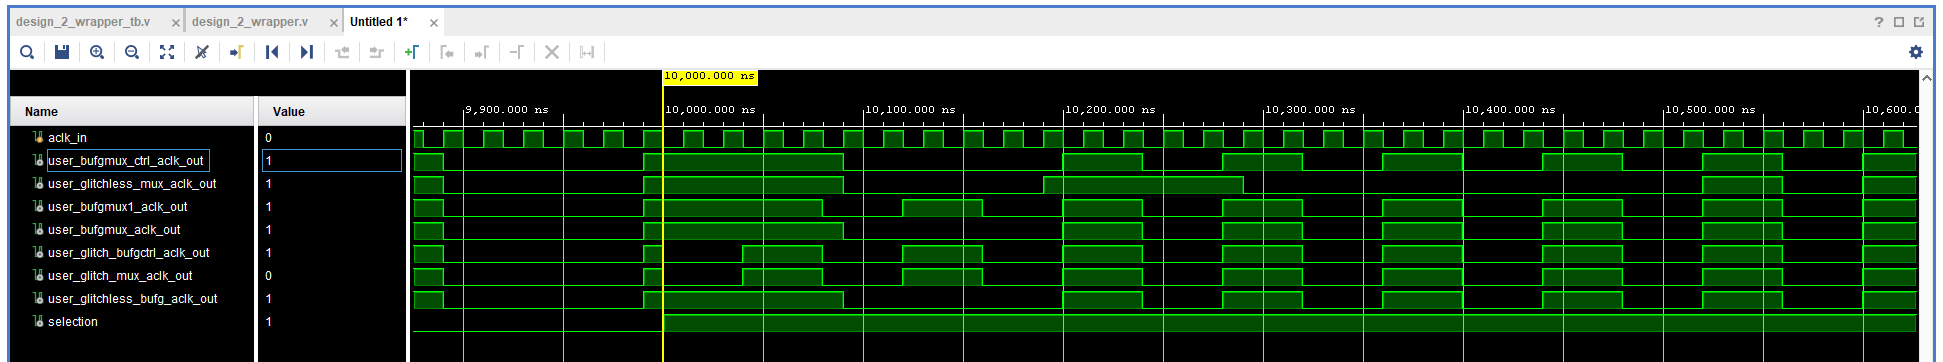 design_2_wrapper_tb.v × design_2_wrapper.v × Untitled 1* ×
10,000.000 ns
Name Value
9,900.000 ns 10,000.000 ns 10,100.000 ns 10,200.000 ns 10,300.000 ns 10,400.000 ns 10,500.000 ns 10,600.0
aclk_in 0
user_bufgmux_ctrl_aclk_out 1
user_glitchless_mux_aclk_out 1
user_bufgmux1_aclk_out 1
user_bufgmux_aclk_out 1
user_glitch_bufgctrl_aclk_out 1
user_glitch_mux_aclk_out 0
user_glitchless_bufg_aclk_out 1
selection 1